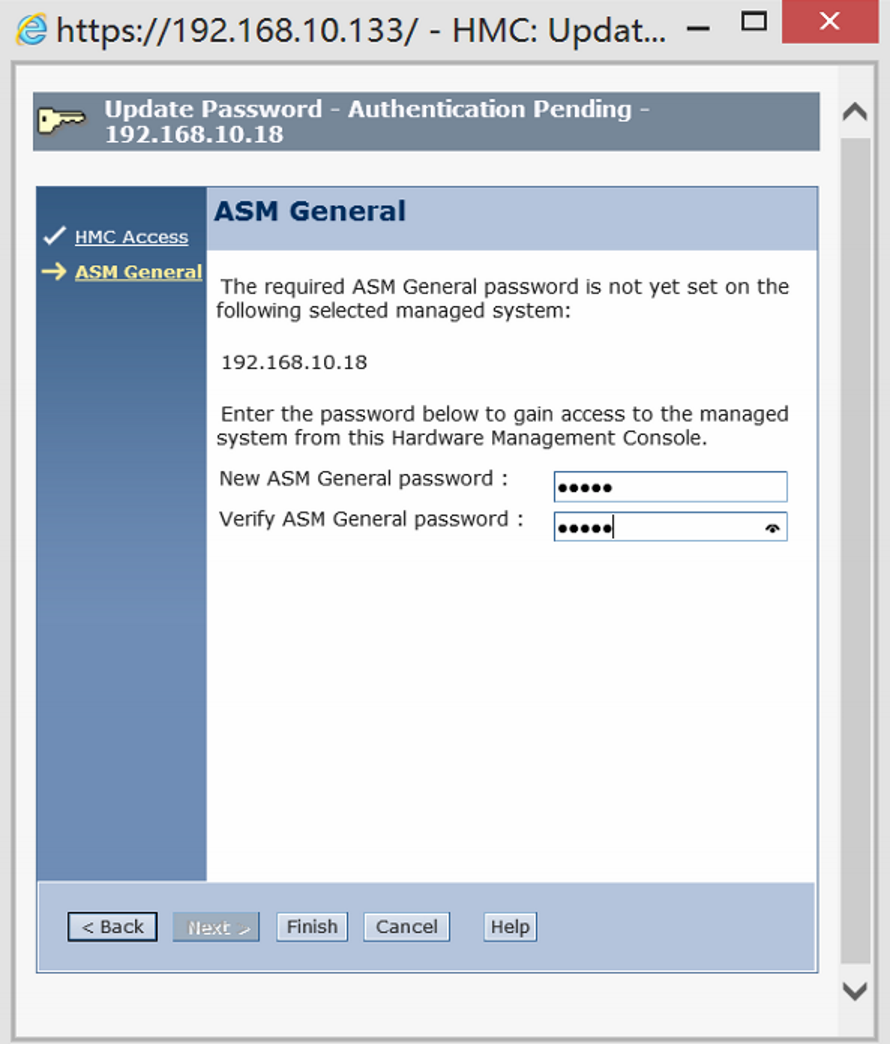 https://192.168.10.133/ - HMC: Updat...
Update Password - Authentication Pending -
192.168.10.18
HMC Access
ASM General
ASM General
The required ASM General password is not yet set on the
following selected managed system:
192.168.10.18
Enter the password below to gain access to the managed
system from this Hardware Management Console.
New ASM General password :
Verify ASM General password :
< Back Next > Finish Cancel Help